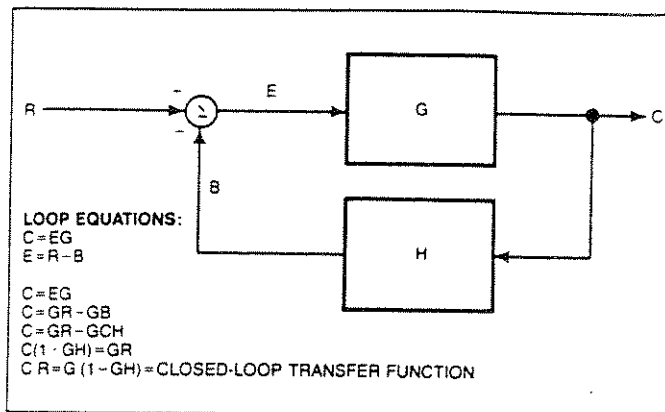 R
−
−
Σ
E
G
C
B
H
LOOP EQUATIONS:
C=EG
E=R−B
C=EG
C=GR−GB
C=GR−GCH
C(1·GH)=GR
C R=G (1−GH)=CLOSED-LOOP TRANSFER FUNCTION